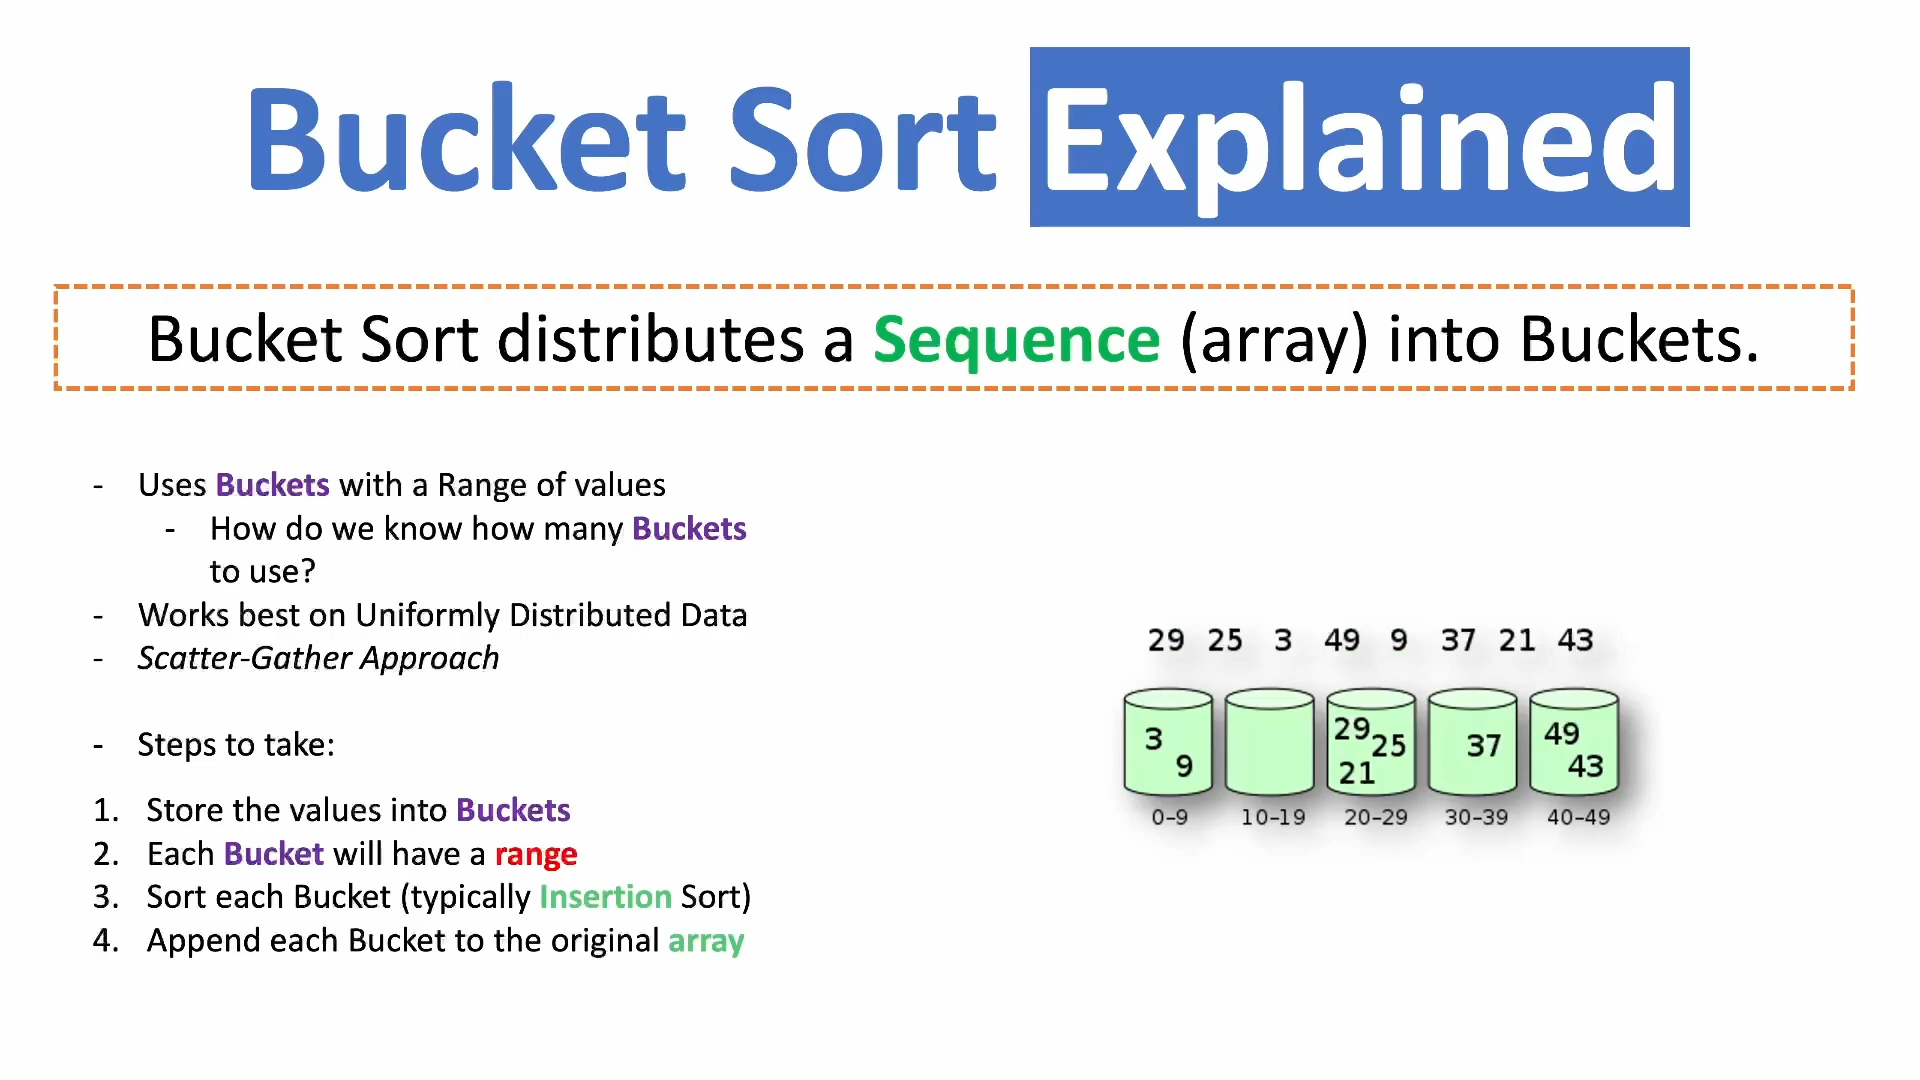 Bucket Sort Explained
Bucket Sort distributes a Sequence (array) into Buckets.
- Uses Buckets with a Range of values
- How do we know how many Buckets
to use?
- Works best on Uniformly Distributed Data
- Scatter-Gather Approach
- Steps to take:
1. Store the values into Buckets
2. Each Bucket will have a range
3. Sort each Bucket (typically Insertion Sort)
4. Append each Bucket to the original array
29 25 3 49 9 37 21 43
3 9
29 25 21
37
49 43
0-9 10-19 20-29 30-39 40-49